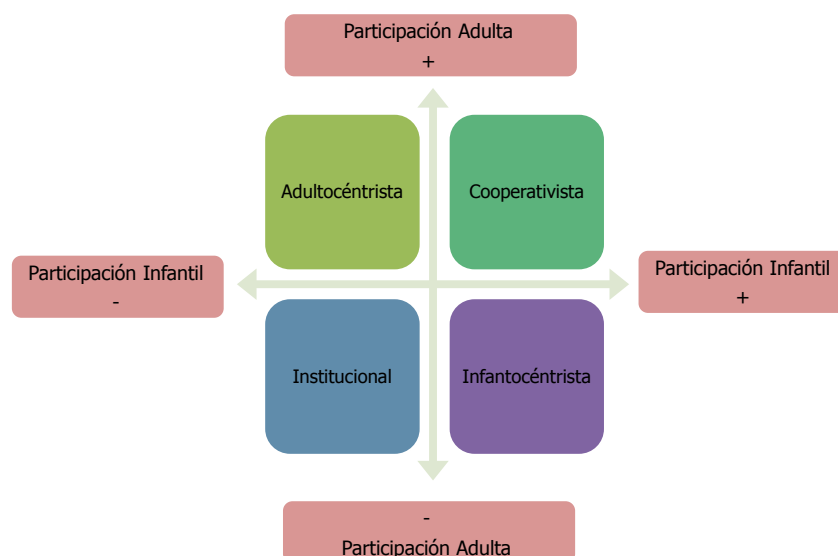 Participación Adulta
+
Adultocéntrista
Cooperativista
Participación Infantil
-
Participación Infantil
+
Institucional
Infantocéntrista
-
Participación Adulta